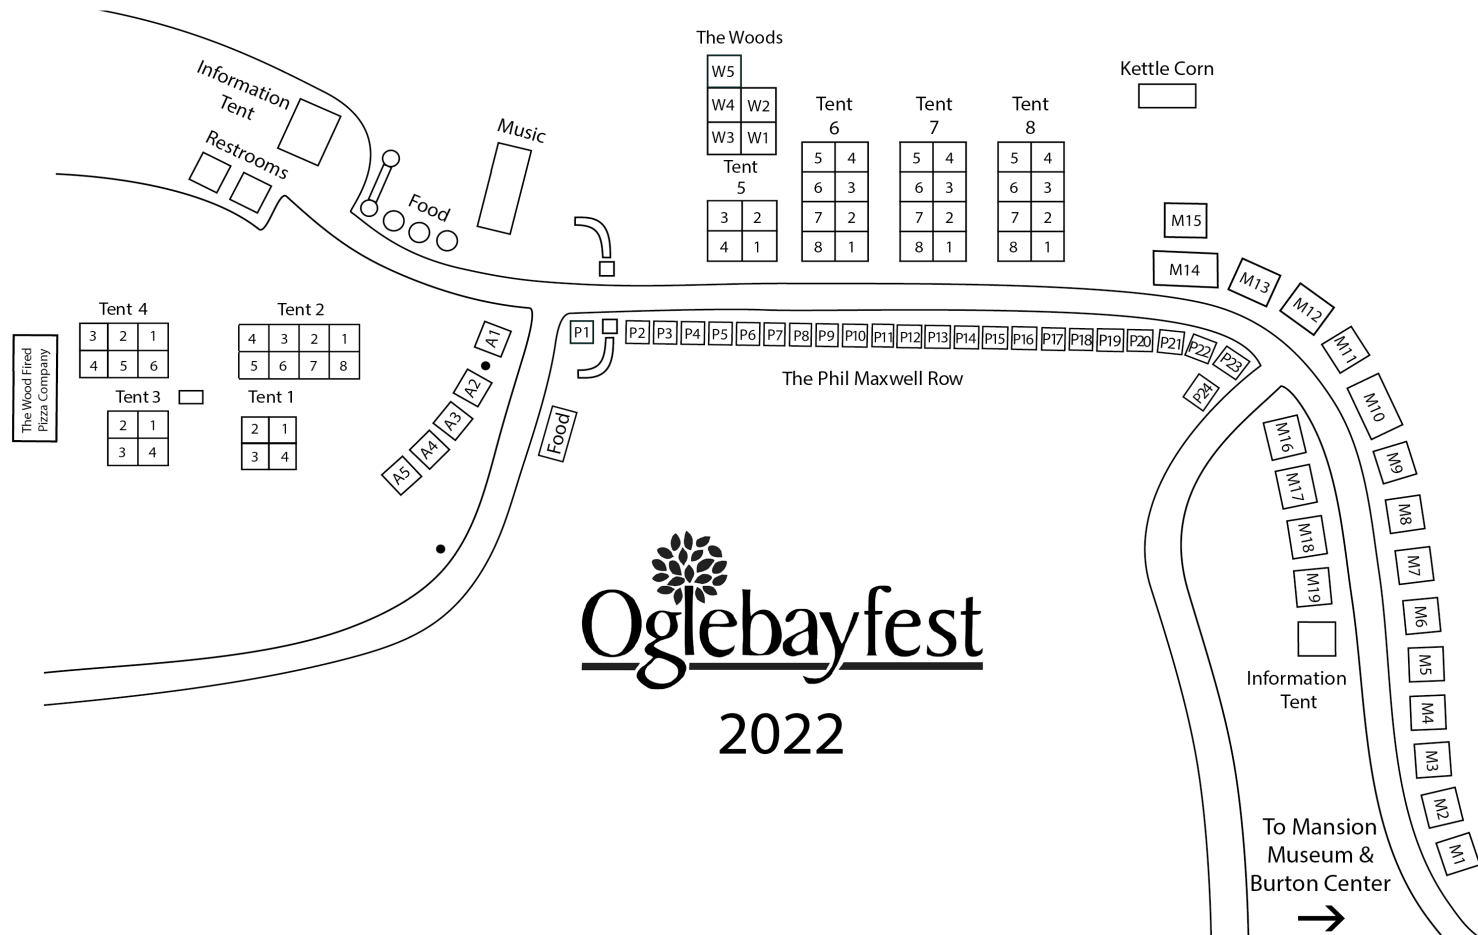 The Woods
W5
W4 W2
W3 W1
Kettle Corn
Information
Tent
Restrooms
Music
Food
Tent
5
3 2
4 1
Tent
6
5 4
6 3
7 2
8 1
Tent
7
5 4
6 3
7 2
8 1
Tent
8
5 4
6 3
7 2
8 1
M15
M14
M13
M12
M11
M10
M9
M8
M7
M6
M5
M4
M3
M2
M1
Tent 4
3 2 1
4 5 6
Tent 2
4 3 2 1
5 6 7 8
The Wood Fired
Pizza Company
Tent 3
2 1
3 4
Tent 1
2 1
3 4
A1
A2
A3
A4
A5
Food
P1 P2 P3 P4 P5 P6 P7 P8 P9 P10 P11 P12 P13 P14 P15 P16 P17 P18 P19 P20 P21 P22 P23
P24
The Phil Maxwell Row
M16
M17
M18
M19
Information
Tent
Oglebayfest
2022
To Mansion
Museum &
Burton Center